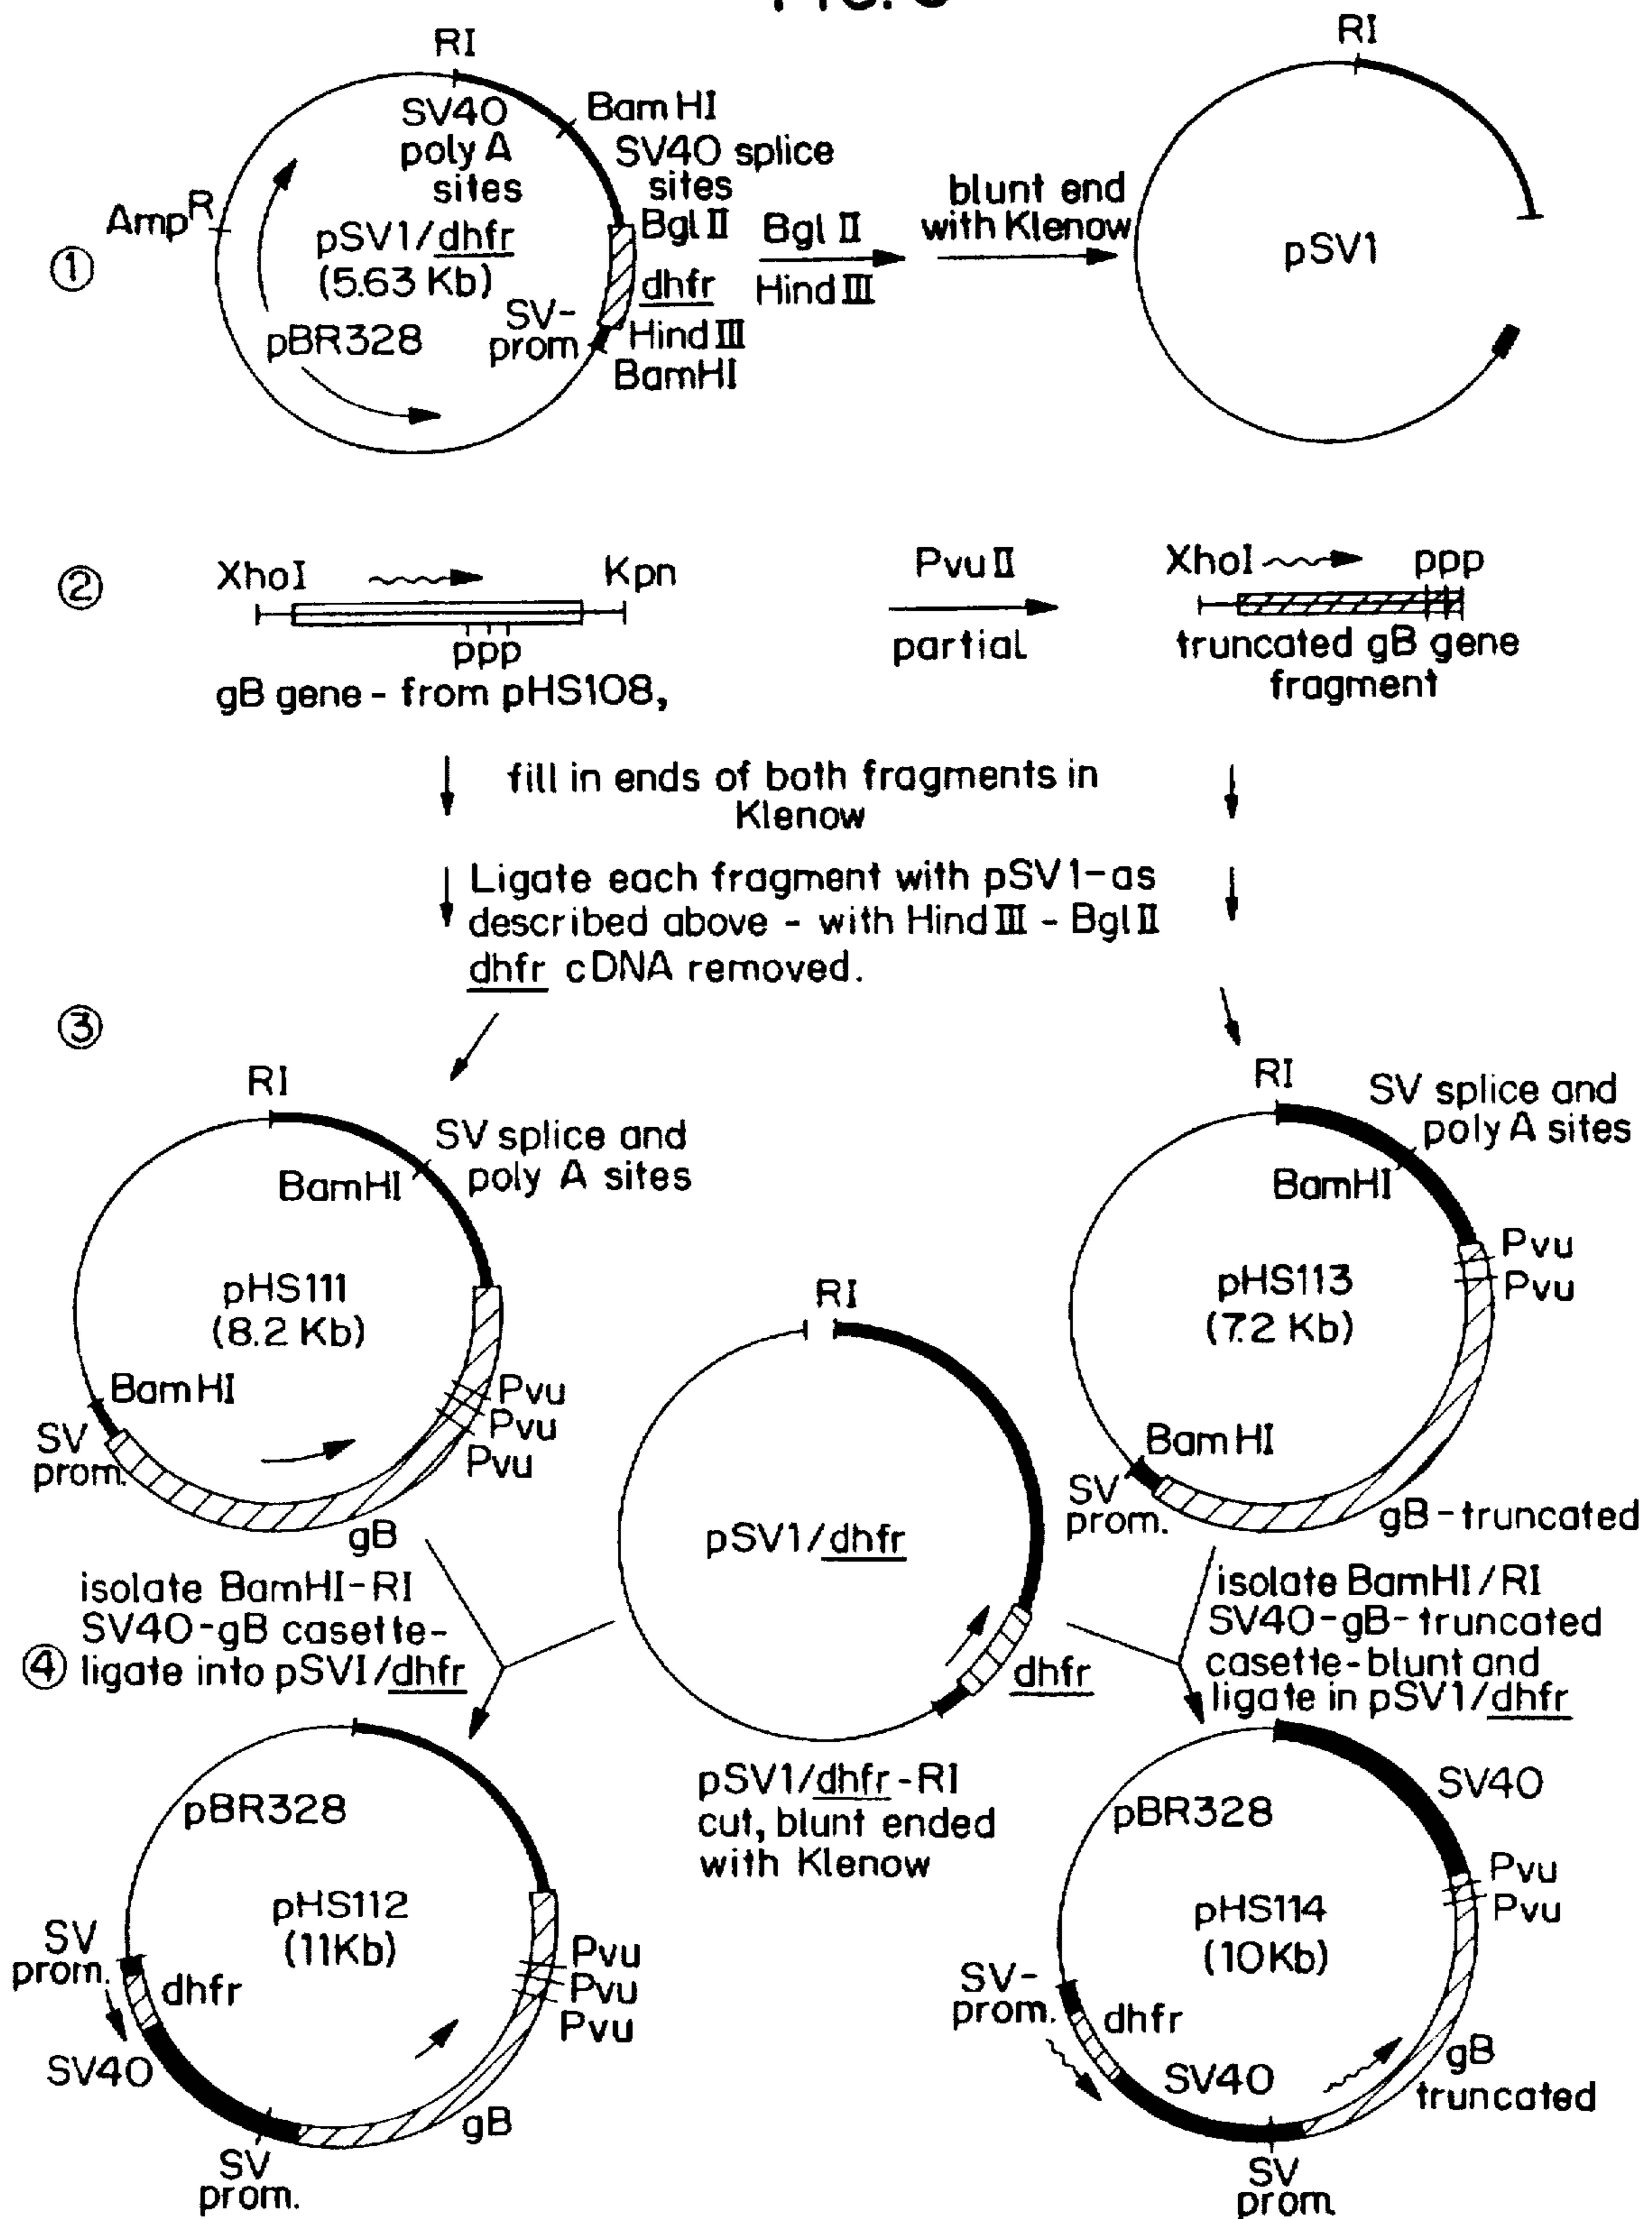 RI
SV40
poly A
sites
BamHI
SV40 splice
sites
Bgl II
AmpR
pSV1/dhfr
(5.63 Kb)
dhfr
SV-
prom
Hind III
BamHI
pBR328
①
Bgl II
Hind III
blunt end
with Klenow
RI
pSV1
②
XhoI
Kpn
ppp
gB gene - from pHS108,
Pvu II
partial
XhoI
ppp
truncated gB gene
fragment
fill in ends of both fragments in
Klenow
Ligate each fragment with pSV1-as
described above - with Hind III - Bgl II
dhfr cDNA removed.
③
RI
SV splice and
poly A sites
BamHI
pHS111
(8.2 Kb)
BamHI
SV
prom.
Pvu
Pvu
Pvu
gB
RI
pSV1/dhfr
dhfr
RI
SV splice and
poly A sites
BamHI
Pvu
Pvu
pHS113
(7.2 Kb)
BamHI
SV
prom.
gB-truncated
④
isolate BamHI-RI
SV40-gB casette-
ligate into pSVI/dhfr
isolate BamHI/RI
SV40-gB-truncated
casette-blunt and
ligate in pSV1/dhfr
pSV1/dhfr-RI
cut, blunt ended
with Klenow
pBR328
pHS112
(11Kb)
SV
prom.
dhfr
SV40
SV
prom.
Pvu
Pvu
Pvu
gB
pBR328
SV40
Pvu
Pvu
pHS114
(10Kb)
SV-
prom.
dhfr
SV40
gB
truncated
SV
prom